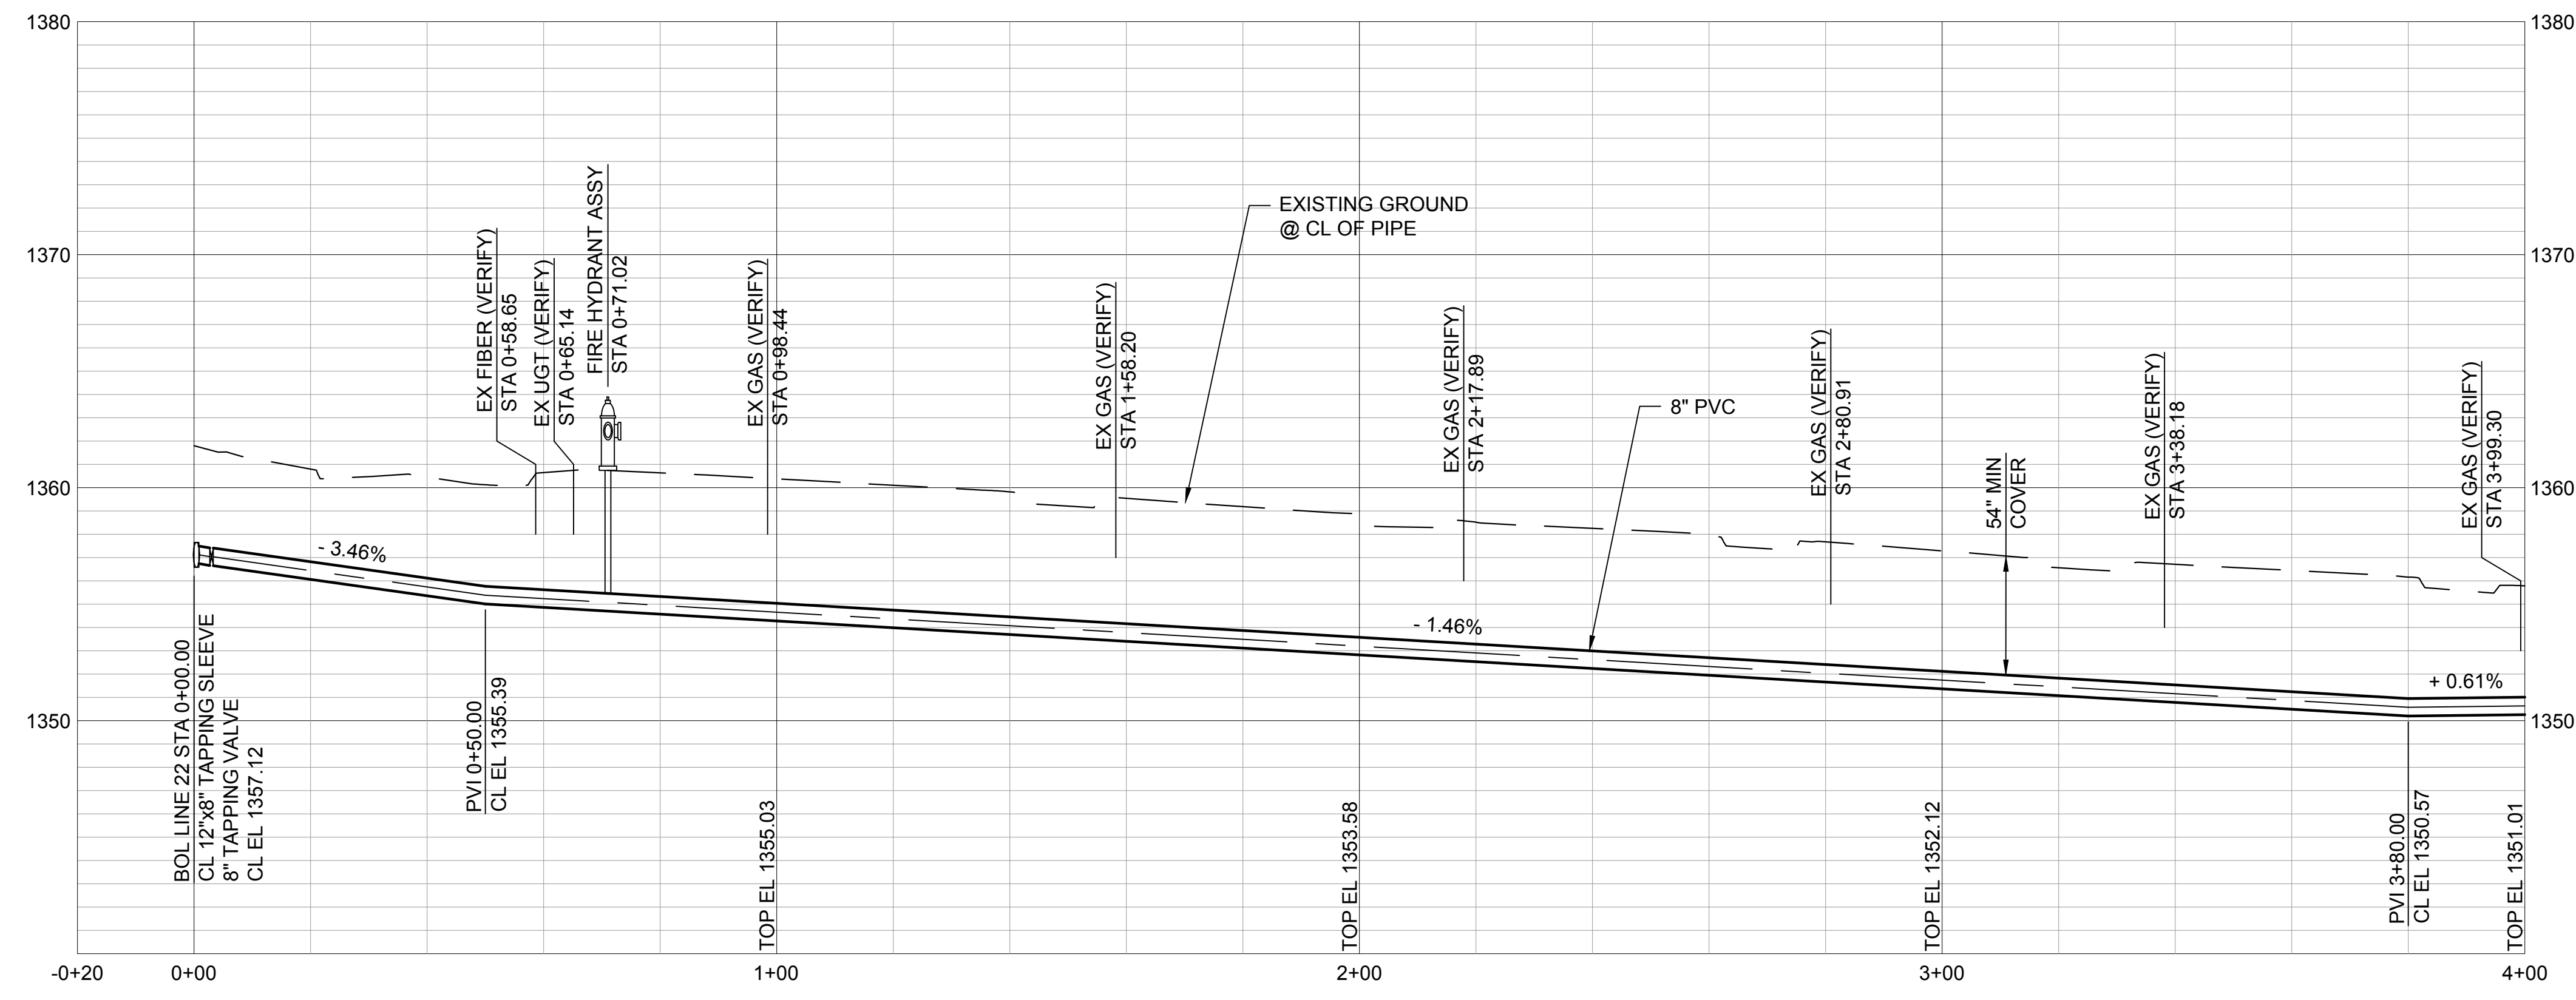 1380
1380
EXISTING GROUND
@ CL OF PIPE
1370
1370
EX FIBER (VERIFY)
STA 0+58.65
EX UGT (VERIFY)
STA 0+65.14
FIRE HYDRANT ASSY
STA 0+71.02
EX GAS (VERIFY)
STA 0+98.44
EX GAS (VERIFY)
STA 1+58.20
EX GAS (VERIFY)
STA 2+17.89
8" PVC
EX GAS (VERIFY)
STA 2+80.91
54" MIN
COVER
EX GAS (VERIFY)
STA 3+38.18
EX GAS (VERIFY)
STA 3+99.30
1360
1360
- 3.46%
- 1.46%
+ 0.61%
1350
1350
BOL LINE 22 STA 0+00.00
CL 12"x8" TAPPING SLEEVE
8" TAPPING VALVE
CL EL 1357.12
PVI 0+50.00
CL EL 1355.39
TOP EL 1355.03
TOP EL 1353.58
TOP EL 1352.12
PVI 3+80.00
CL EL 1350.57
TOP EL 1351.01
-0+20
0+00
1+00
2+00
3+00
4+00